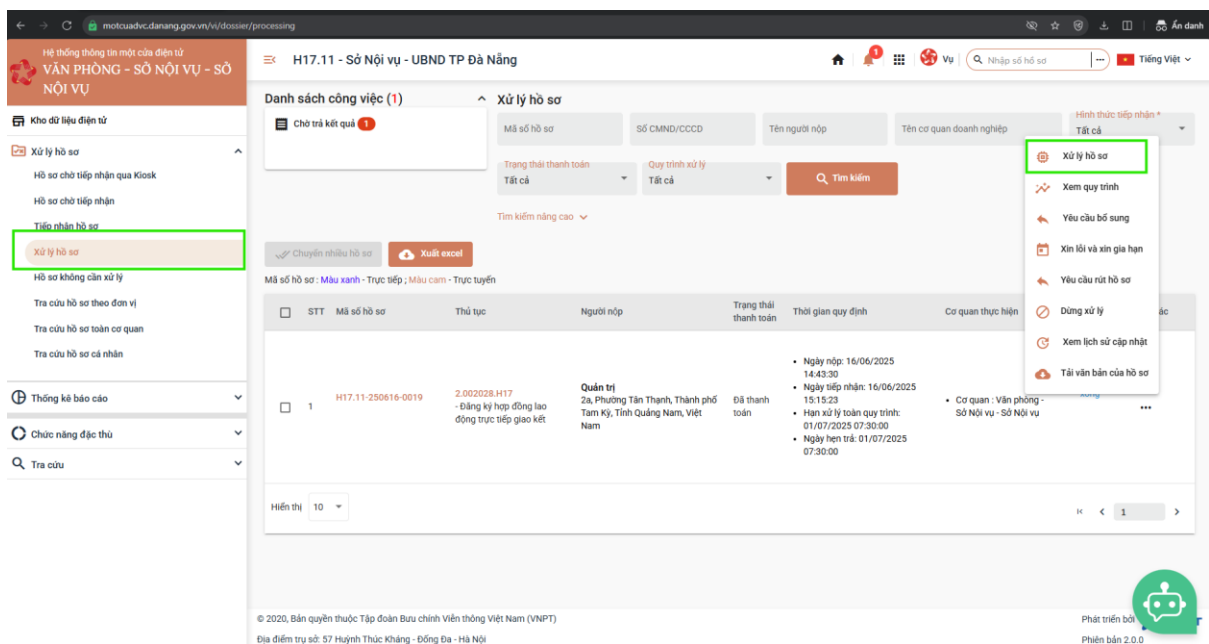 motcuadvc.danang.gov.vn/vi/dossier/processing
Ẩn danh
Hệ thống thông tin một cửa điện tử
VĂN PHÒNG - SỞ NỘI VỤ - SỞ
NỘI VỤ
H17.11 - Sở Nội vụ - UBND TP Đà Nẵng
1
Vụ
Nhập số hồ sơ
Tiếng Việt
Kho dữ liệu điện tử
Xử lý hồ sơ
Hồ sơ chờ tiếp nhận qua Kiosk
Hồ sơ chờ tiếp nhận
Tiếp nhận hồ sơ
Xử lý hồ sơ
Hồ sơ không cần xử lý
Tra cứu hồ sơ theo đơn vị
Tra cứu hồ sơ toàn cơ quan
Tra cứu hồ sơ cá nhân
Thống kê báo cáo
Chức năng đặc thù
Tra cứu
Danh sách công việc (1)
Chờ trả kết quả 1
Xử lý hồ sơ
Mã số hồ sơ
Số CMND/CCCD
Tên người nộp
Tên cơ quan doanh nghiệp
Hình thức tiếp nhận *
Tất cả
Trạng thái thanh toán
Tất cả
Quy trình xử lý
Tất cả
Tìm kiếm
Tìm kiếm nâng cao
Xử lý hồ sơ
Xem quy trình
Yêu cầu bổ sung
Xin lỗi và xin gia hạn
Yêu cầu rút hồ sơ
Dừng xử lý
Xem lịch sử cập nhật
Tải văn bản của hồ sơ
Chuyển nhiều hồ sơ
Xuất excel
Mã số hồ sơ : Màu xanh - Trực tiếp ; Màu cam - Trực tuyến
STT
Mã số hồ sơ
Thủ tục
Người nộp
Trạng thái
thanh toán
Thời gian quy định
Cơ quan thực hiện
1
H17.11-250616-0019
2.002028.H17
- Đăng ký hợp đồng lao
động trực tiếp giao kết
Quản trị
2a, Phường Tân Thạnh, Thành phố
Tam Kỳ, Tỉnh Quảng Nam, Việt
Nam
Đã thanh
toán
• Ngày nộp: 16/06/2025
14:43:30
• Ngày tiếp nhận: 16/06/2025
15:15:23
• Hạn xử lý toàn quy trình:
01/07/2025 07:30:00
• Ngày hẹn trả: 01/07/2025
07:30:00
• Cơ quan : Văn phòng -
Sở Nội vụ - Sở Nội vụ
Hiển thị 10
1
© 2020, Bản quyền thuộc Tập đoàn Bưu chính Viễn thông Việt Nam (VNPT)
Địa điểm trụ sở: 57 Huỳnh Thúc Kháng - Đống Đa - Hà Nội
Phát triển bởi
Phiên bản 2.0.0